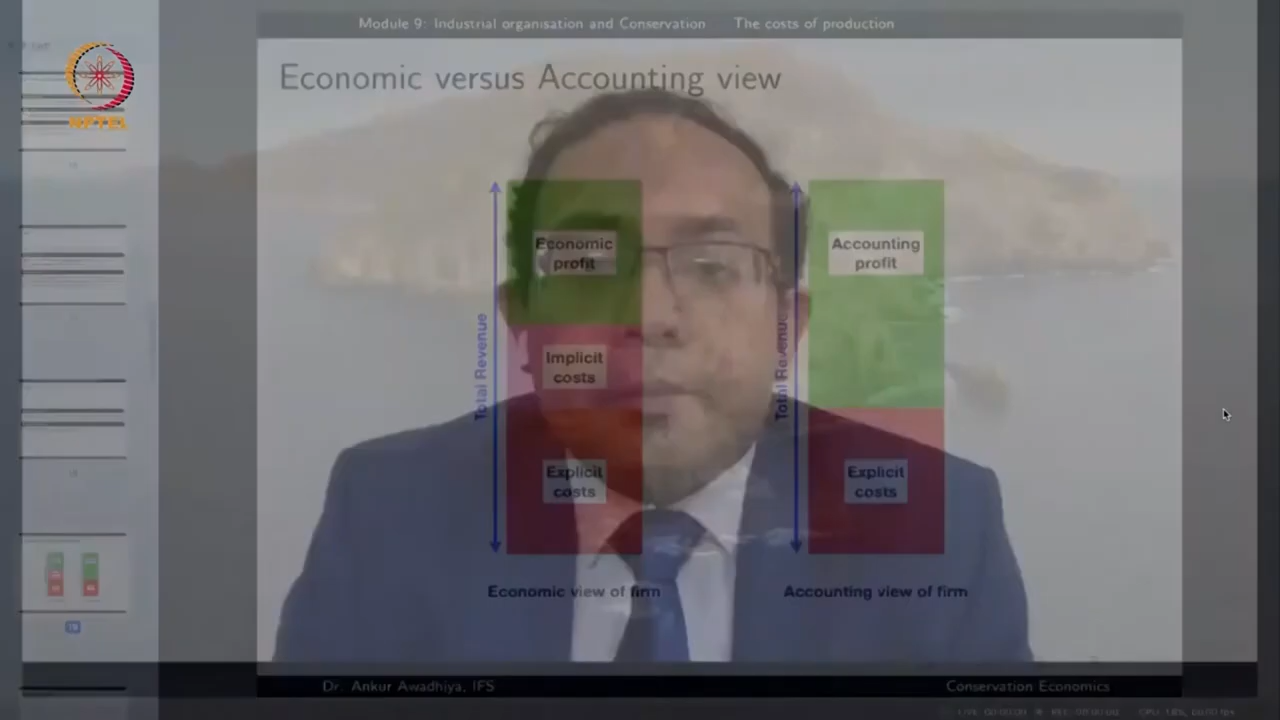 Module 9: Industrial organisation and Conservation The costs of production
NPTEL
Economic versus Accounting view
Total Revenue
Economic
profit
Implicit
costs
Explicit
costs
Economic view of firm
Total Revenue
Accounting
profit
Explicit
costs
Accounting view of firm
Dr. Ankur Awadhiya, IFS
Conservation Economics